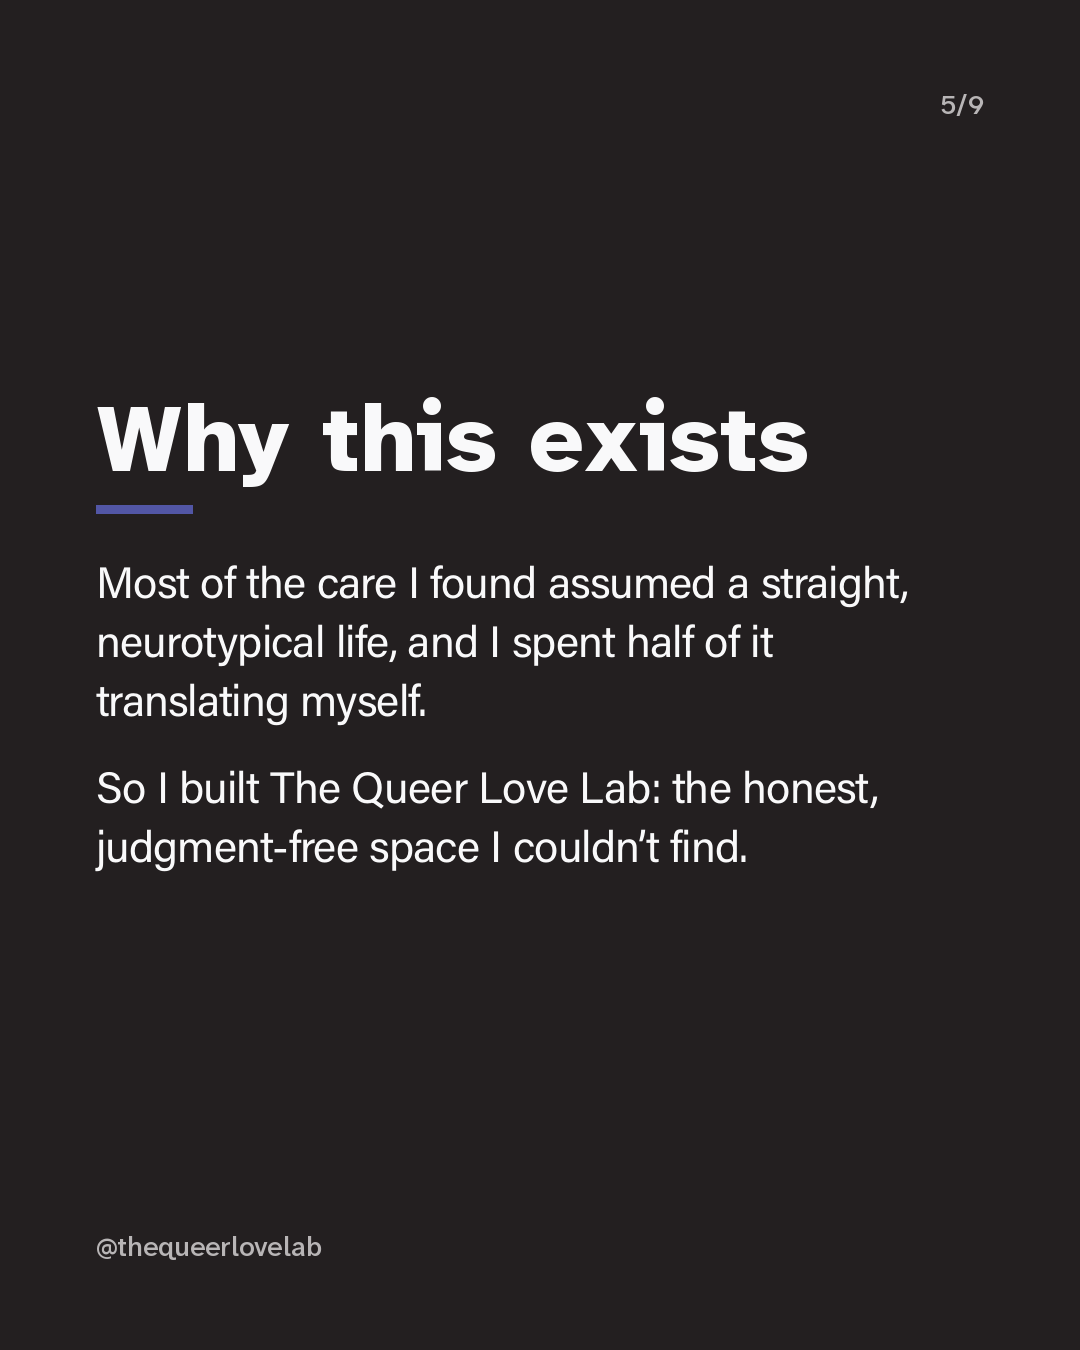 5/9
Why this exists
Most of the care I found assumed a straight,
neurotypical life, and I spent half of it
translating myself.
So I built The Queer Love Lab: the honest,
judgment-free space I couldn’t find.
@thequeerlovelab